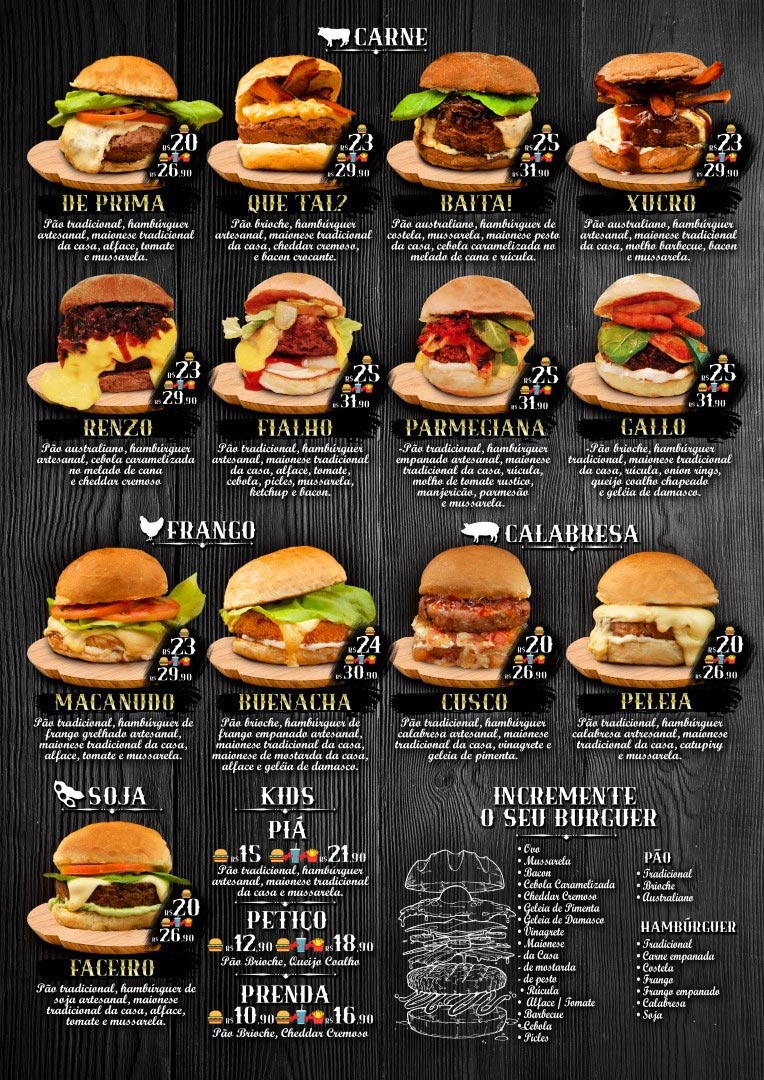 CARNE
R$20
R$26,90
DE PRIMA
Pão tradicional, hambúrguer
artesanal, maionese tradicional
da casa, alface, tomate
e mussarela.
R$23
R$29,90
QUE TAL?
Pão brioche, hambúrguer
artesanal, maionese tradicional
da casa, cheddar cremoso,
e bacon crocante.
R$25
R$31,90
BAITA!
Pão australiano, hambúrguer de
costela, mussarela, maionese pesto
da casa, cebola caramelizada no
melado de cana e rúcula.
R$23
R$29,90
XUCRO
Pão australiano, hambúrguer
artesanal, maionese tradicional
da casa, molho barbecue, bacon
e mussarela.
R$23
R$29,90
RENZO
Pão australiano, hambúrguer
artesanal, cebola caramelizada
no melado de cana
e cheddar cremoso
R$25
R$31,90
FIALHO
Pão tradicional, hambúrguer
artesanal, maionese tradicional
da casa, alface, tomate,
cebola, picles, mussarela,
ketchup e bacon.
R$25
R$31,90
PARMEGIANA
-Pão tradicional, hambúrguer
empanado artesanal, maionese
tradicional da casa, rúcula,
molho de tomate rustico,
manjericão, parmesão
e mussarela.
R$25
R$31,90
GALLO
-Pão brioche, hambúrguer
tradicional, maionese tradicional
da casa, rúcula, onion rings,
queijo coalho chapeado
e geléia de damasco.
FRANGO
R$23
R$29,90
MACANUDO
Pão tradicional, hambúrguer de
frango grelhado artesanal,
maionese tradicional da casa,
alface, tomate e mussarela.
R$24
R$30,90
BUENACHA
Pão brioche, hambúrguer de
frango empanado artesanal,
maionese tradicional da casa,
maionese de mostarda da casa,
alface e geléia de damasco.
CALABRESA
R$20
R$26,90
CUSCO
Pão tradicional, hambúrguer
calabresa artesanal, maionese
tradicional da casa, vinagrete e
geleia de pimenta.
R$20
R$26,90
PELEIA
Pão tradicional, hambúrguer
calabresa artresanal, maionese
tradicional da casa, catupiry
e mussarela.
SOJA
R$20
R$26,90
FACEIRO
Pão tradicional, hambúrguer de
soja artesanal, maionese
tradicional da casa, alface,
tomate e mussarela.
KIDS
PIÁ
R$15 R$21,90
Pão tradicional, hambúrguer
artesanal, maionese tradicional
da casa e mussarela.
PETIÇO
R$12,90 R$18,90
Pão Brioche, Queijo Coalho
PRENDA
R$10,90 R$16,90
Pão Brioche, Cheddar Cremoso
INCREMENTE
O SEU BURGUER
• Ovo
• Mussarela
• Bacon
• Cebola Caramelizada
• Cheddar Cremoso
• Geleia de Pimenta
• Geleia de Damasco
• Vinagrete
• Maionese
- da Casa
- de mostarda
- de pesto
• Rúcula
• Alface / Tomate
• Barbecue
• Cebola
• Picles
PÃO
• Tradicional
• Brioche
• Australiano
HAMBÚRGUER
• Tradicional
• Carne empanada
• Costela
• Frango
• Frango empanado
• Calabresa
• Soja